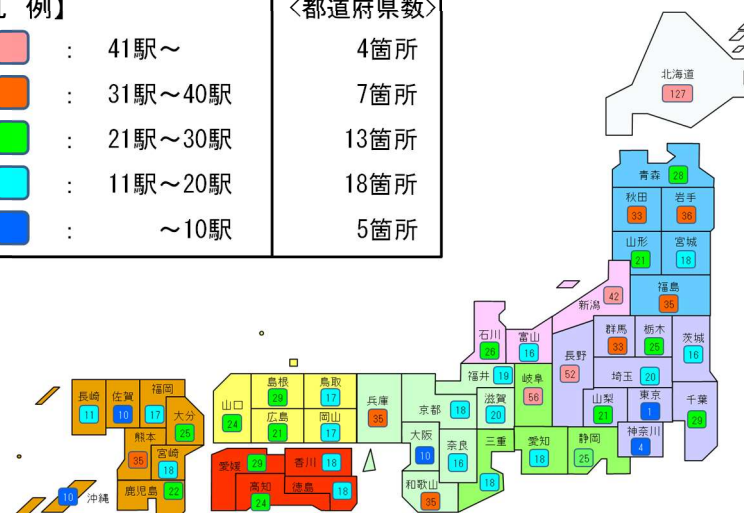 例】
<都道府県数>
: 41駅～ 4箇所
: 31駅～40駅 7箇所
: 21駅～30駅 13箇所
: 11駅～20駅 18箇所
: ～10駅 5箇所
北海道
127
青森 28
秋田 岩手
33 36
山形 宮城
21 18
福島
35
新潟 42
群馬 栃木 茨城
33 25 16
石川 富山
26 16
長野
52
福井 19
岐阜
56
埼玉 20
山梨
21
東京
1
千葉
29
神奈川
4
静岡
25
愛知
18
三重
18
滋賀
20
京都 18
大阪
10
奈良
16
和歌山
35
兵庫
35
鳥取
17
島根
29
岡山
17
広島
21
山口
24
香川 18
愛媛 29
徳島 18
高知
24
福岡
17
佐賀
10
長崎
11
大分
25
熊本
35
宮崎
18
鹿児島 22
10 沖縄